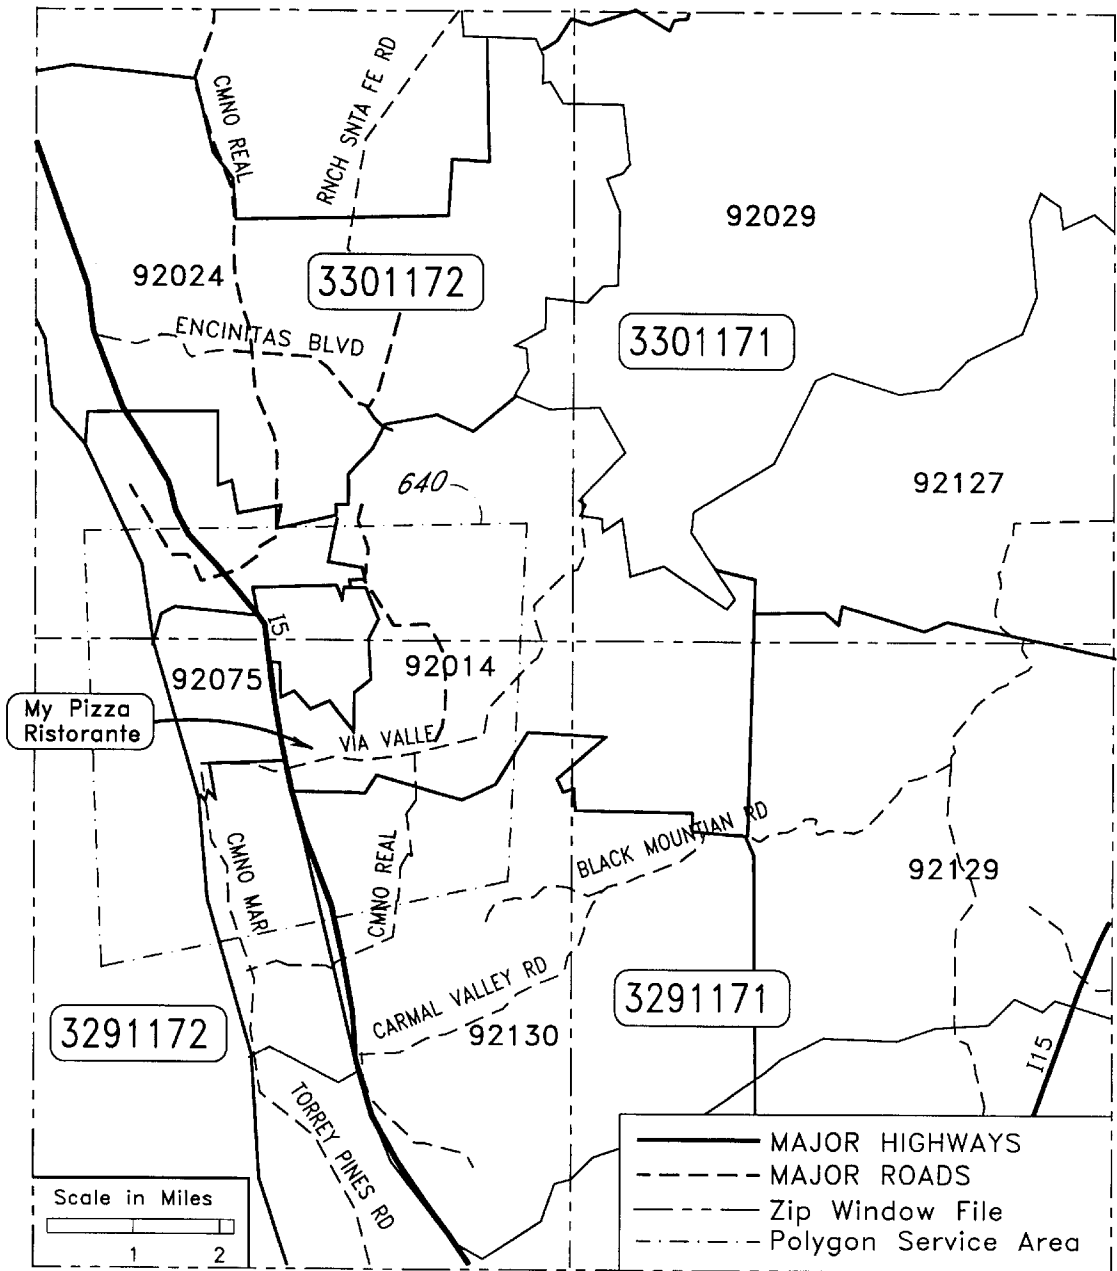 CMNO REAL
RNCH SNTA FE RD
92029
92024
3301172
ENCINITAS BLVD
3301171
640
92127
I5
92075
92014
My Pizza
Ristorante
VIA VALLE
CMNO MAR
CMNO REAL
BLACK MOUNTIAN RD
92129
3291172
CARMAL VALLEY RD
92130
3291171
I15
TORREY PINES RD
MAJOR HIGHWAYS
MAJOR ROADS
Zip Window File
Polygon Service Area
Scale in Miles
1 2